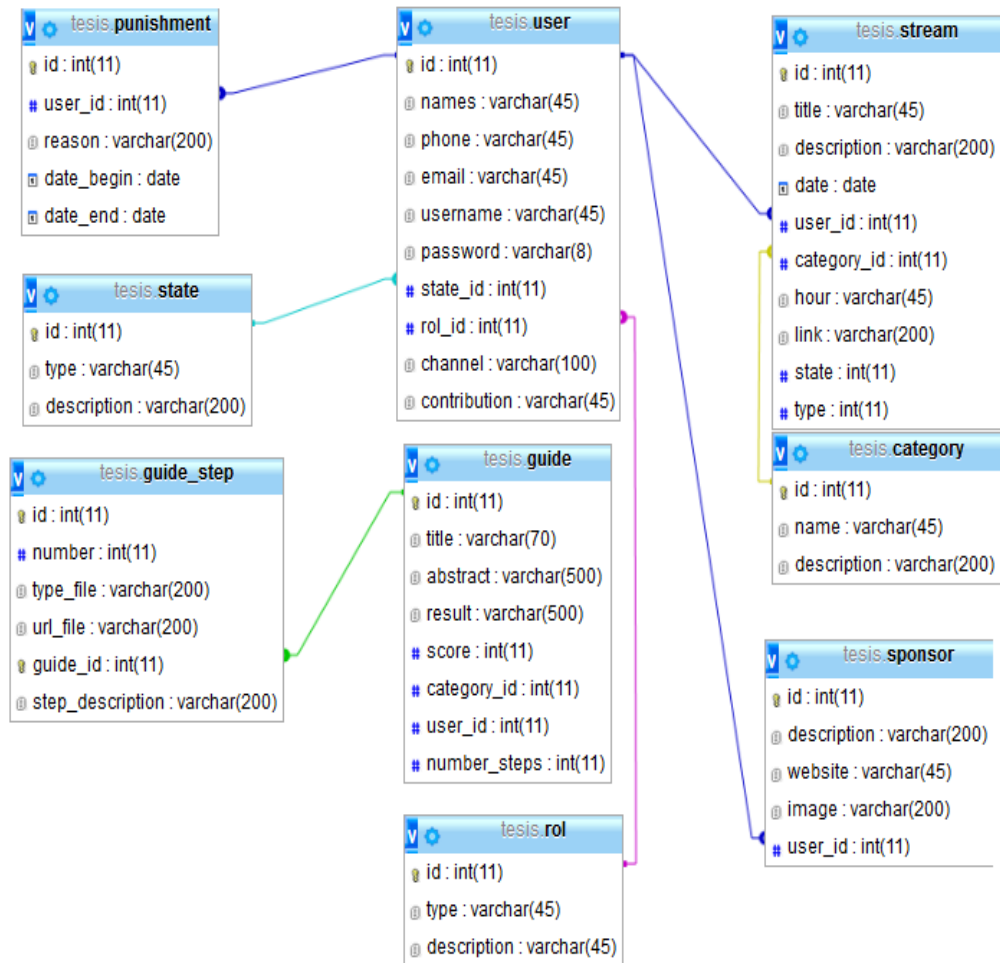 tesis.punishment
id : int(11)
user_id : int(11)
reason : varchar(200)
date_begin : date
date_end : date
tesis.state
id : int(11)
type : varchar(45)
description : varchar(200)
tesis.guide_step
id : int(11)
number : int(11)
type_file : varchar(200)
url_file : varchar(200)
guide_id : int(11)
step_description : varchar(200)
tesis.user
id : int(11)
names : varchar(45)
phone : varchar(45)
email : varchar(45)
username : varchar(45)
password : varchar(8)
state_id : int(11)
rol_id : int(11)
channel : varchar(100)
contribution : varchar(45)
tesis.guide
id : int(11)
title : varchar(70)
abstract : varchar(500)
result : varchar(500)
score : int(11)
category_id : int(11)
user_id : int(11)
number_steps : int(11)
tesis.rol
id : int(11)
type : varchar(45)
description : varchar(45)
tesis.stream
id : int(11)
title : varchar(45)
description : varchar(200)
date : date
user_id : int(11)
category_id : int(11)
hour : varchar(45)
link : varchar(200)
state : int(11)
type : int(11)
tesis.category
id : int(11)
name : varchar(45)
description : varchar(200)
tesis.sponsor
id : int(11)
description : varchar(200)
website : varchar(45)
image : varchar(200)
user_id : int(11)